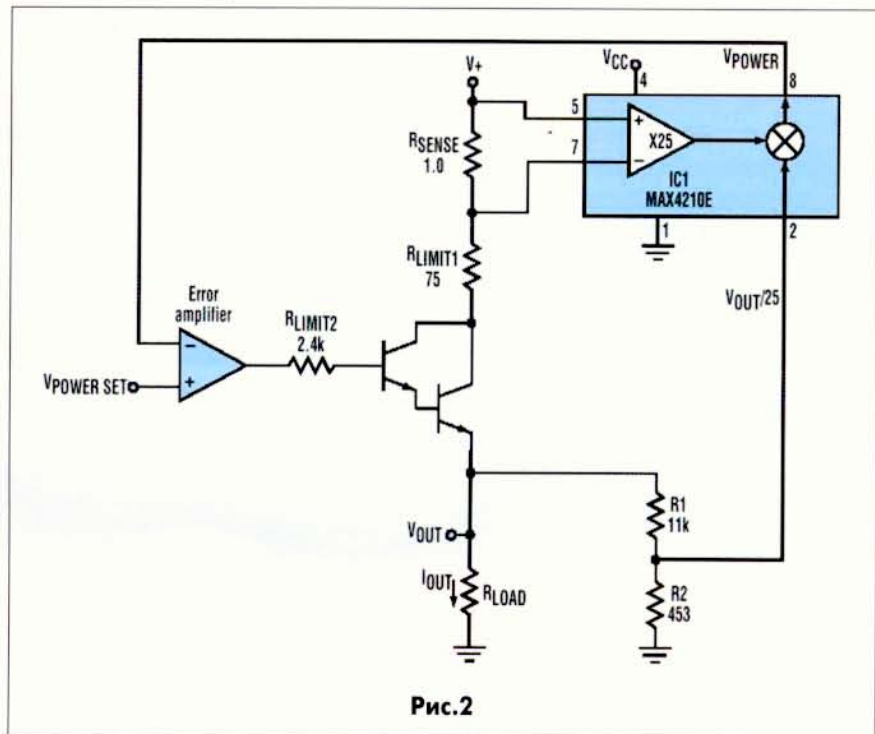 V+
VCC
4
VPOWER
8
5
+
X25
7
−
IC1
MAX4210E
1
2
RSENSE
1.0
RLIMIT1
75
VOUT/25
Error
amplifier
RLIMIT2
2.4k
−
VPOWER SET
+
R1
11k
VOUT
IOUT
RLOAD
R2
453
Рис.2